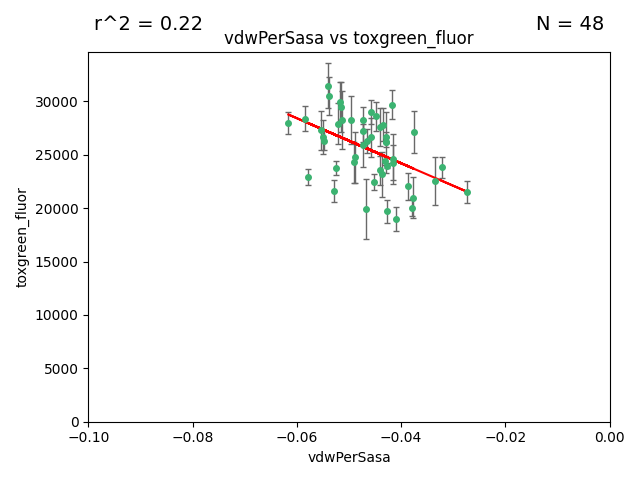 r^2 = 0.22
N = 48
vdwPerSasa vs toxgreen_fluor
toxgreen_fluor
30000
25000
20000
15000
10000
5000
0
−0.10
−0.08
−0.06
−0.04
−0.02
0.00
vdwPerSasa